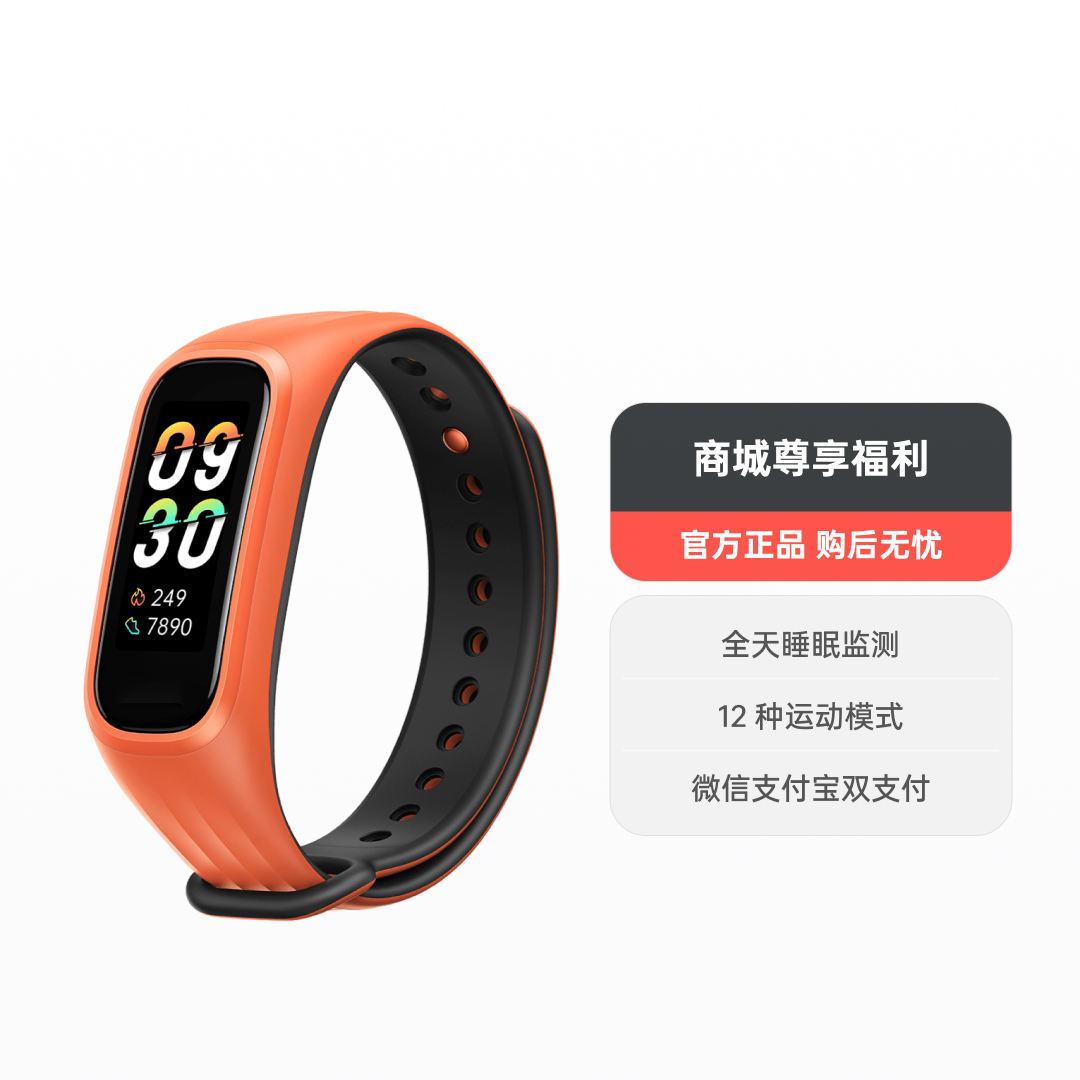 09
30
249
7890
商城尊享福利
官方正品 购后无忧
全天睡眠监测
12 种运动模式
微信支付宝双支付